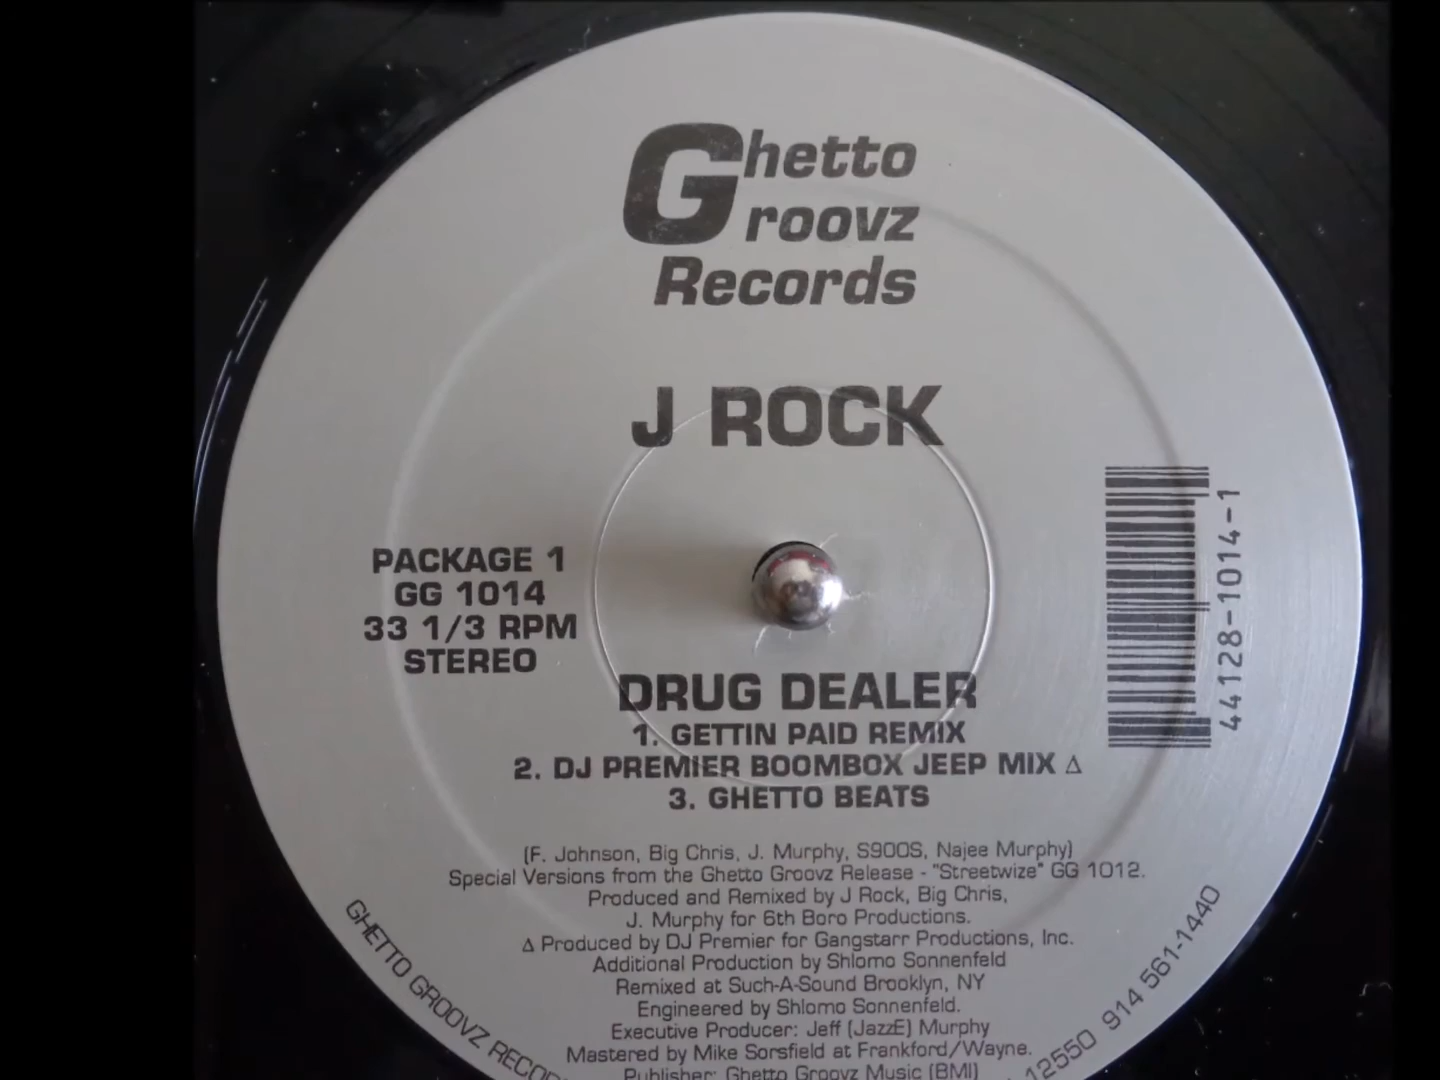 Ghetto
Groovz
Records
J ROCK
PACKAGE 1
GG 1014
33 1/3 RPM
STEREO
44128-1014-1
DRUG DEALER
1. GETTIN PAID REMIX
2. DJ PREMIER BOOMBOX JEEP MIX Δ
3. GHETTO BEATS
(F. Johnson, Big Chris, J. Murphy, S900S, Najee Murphy)
Special Versions from the Ghetto Groovz Release - "Streetwize" GG 1012.
Produced and Remixed by J Rock, Big Chris,
J. Murphy for 6th Boro Productions.
Δ Produced by DJ Premier for Gangstarr Productions, Inc.
Additional Production by Shlomo Sonnenfeld
Remixed at Such-A-Sound Brooklyn, NY
Engineered by Shlomo Sonnenfeld.
Executive Producer: Jeff (JazzE) Murphy
Mastered by Mike Sorsfield at Frankford/Wayne.
Publisher: Ghetto Groovz Music (BMI)
GHETTO GROOVZ RECOR
12550 914 561-1440